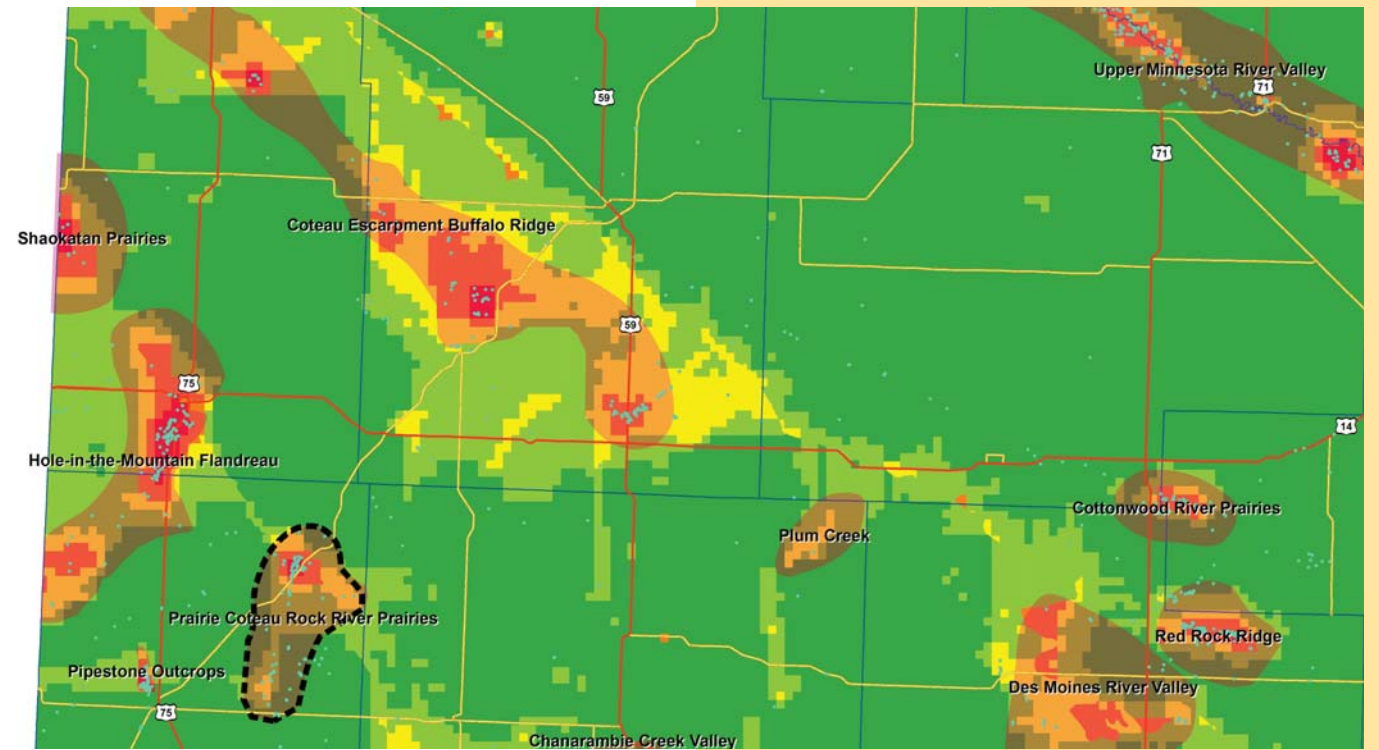 Upper Minnesota River Valley
71
59
71
Coteau Escarpment Buffalo Ridge
Shaokatan Prairies
59
75
14
Hole-in-the-Mountain Flandreau
Cottonwood River Prairies
Plum Creek
Prairie Coteau Rock River Prairies
Red Rock Ridge
Pipestone Outcrops
Des Moines River Valley
75
Chanarambie Creek Valley